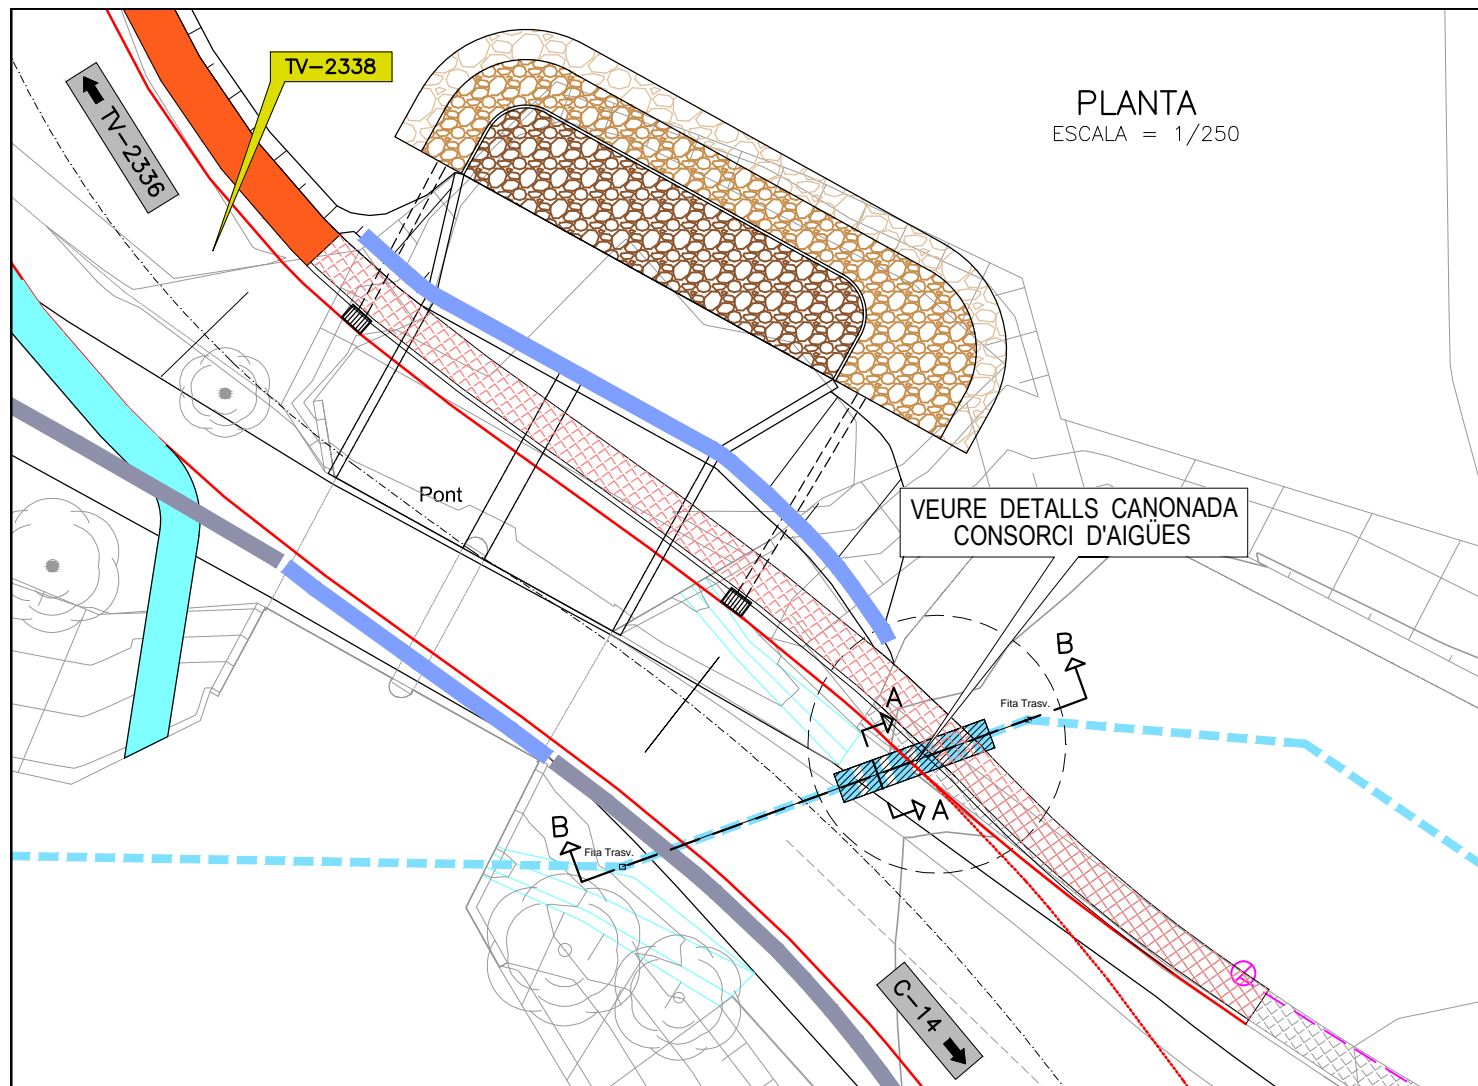 PLANTA
ESCALA = 1/250
TV-2338
TV-2336
Pont
VEURE DETALLS CANONADA
CONSORCI D'AIGÜES
B
Fita Trasv.
A
A
B
Fita Trasv.
C-14